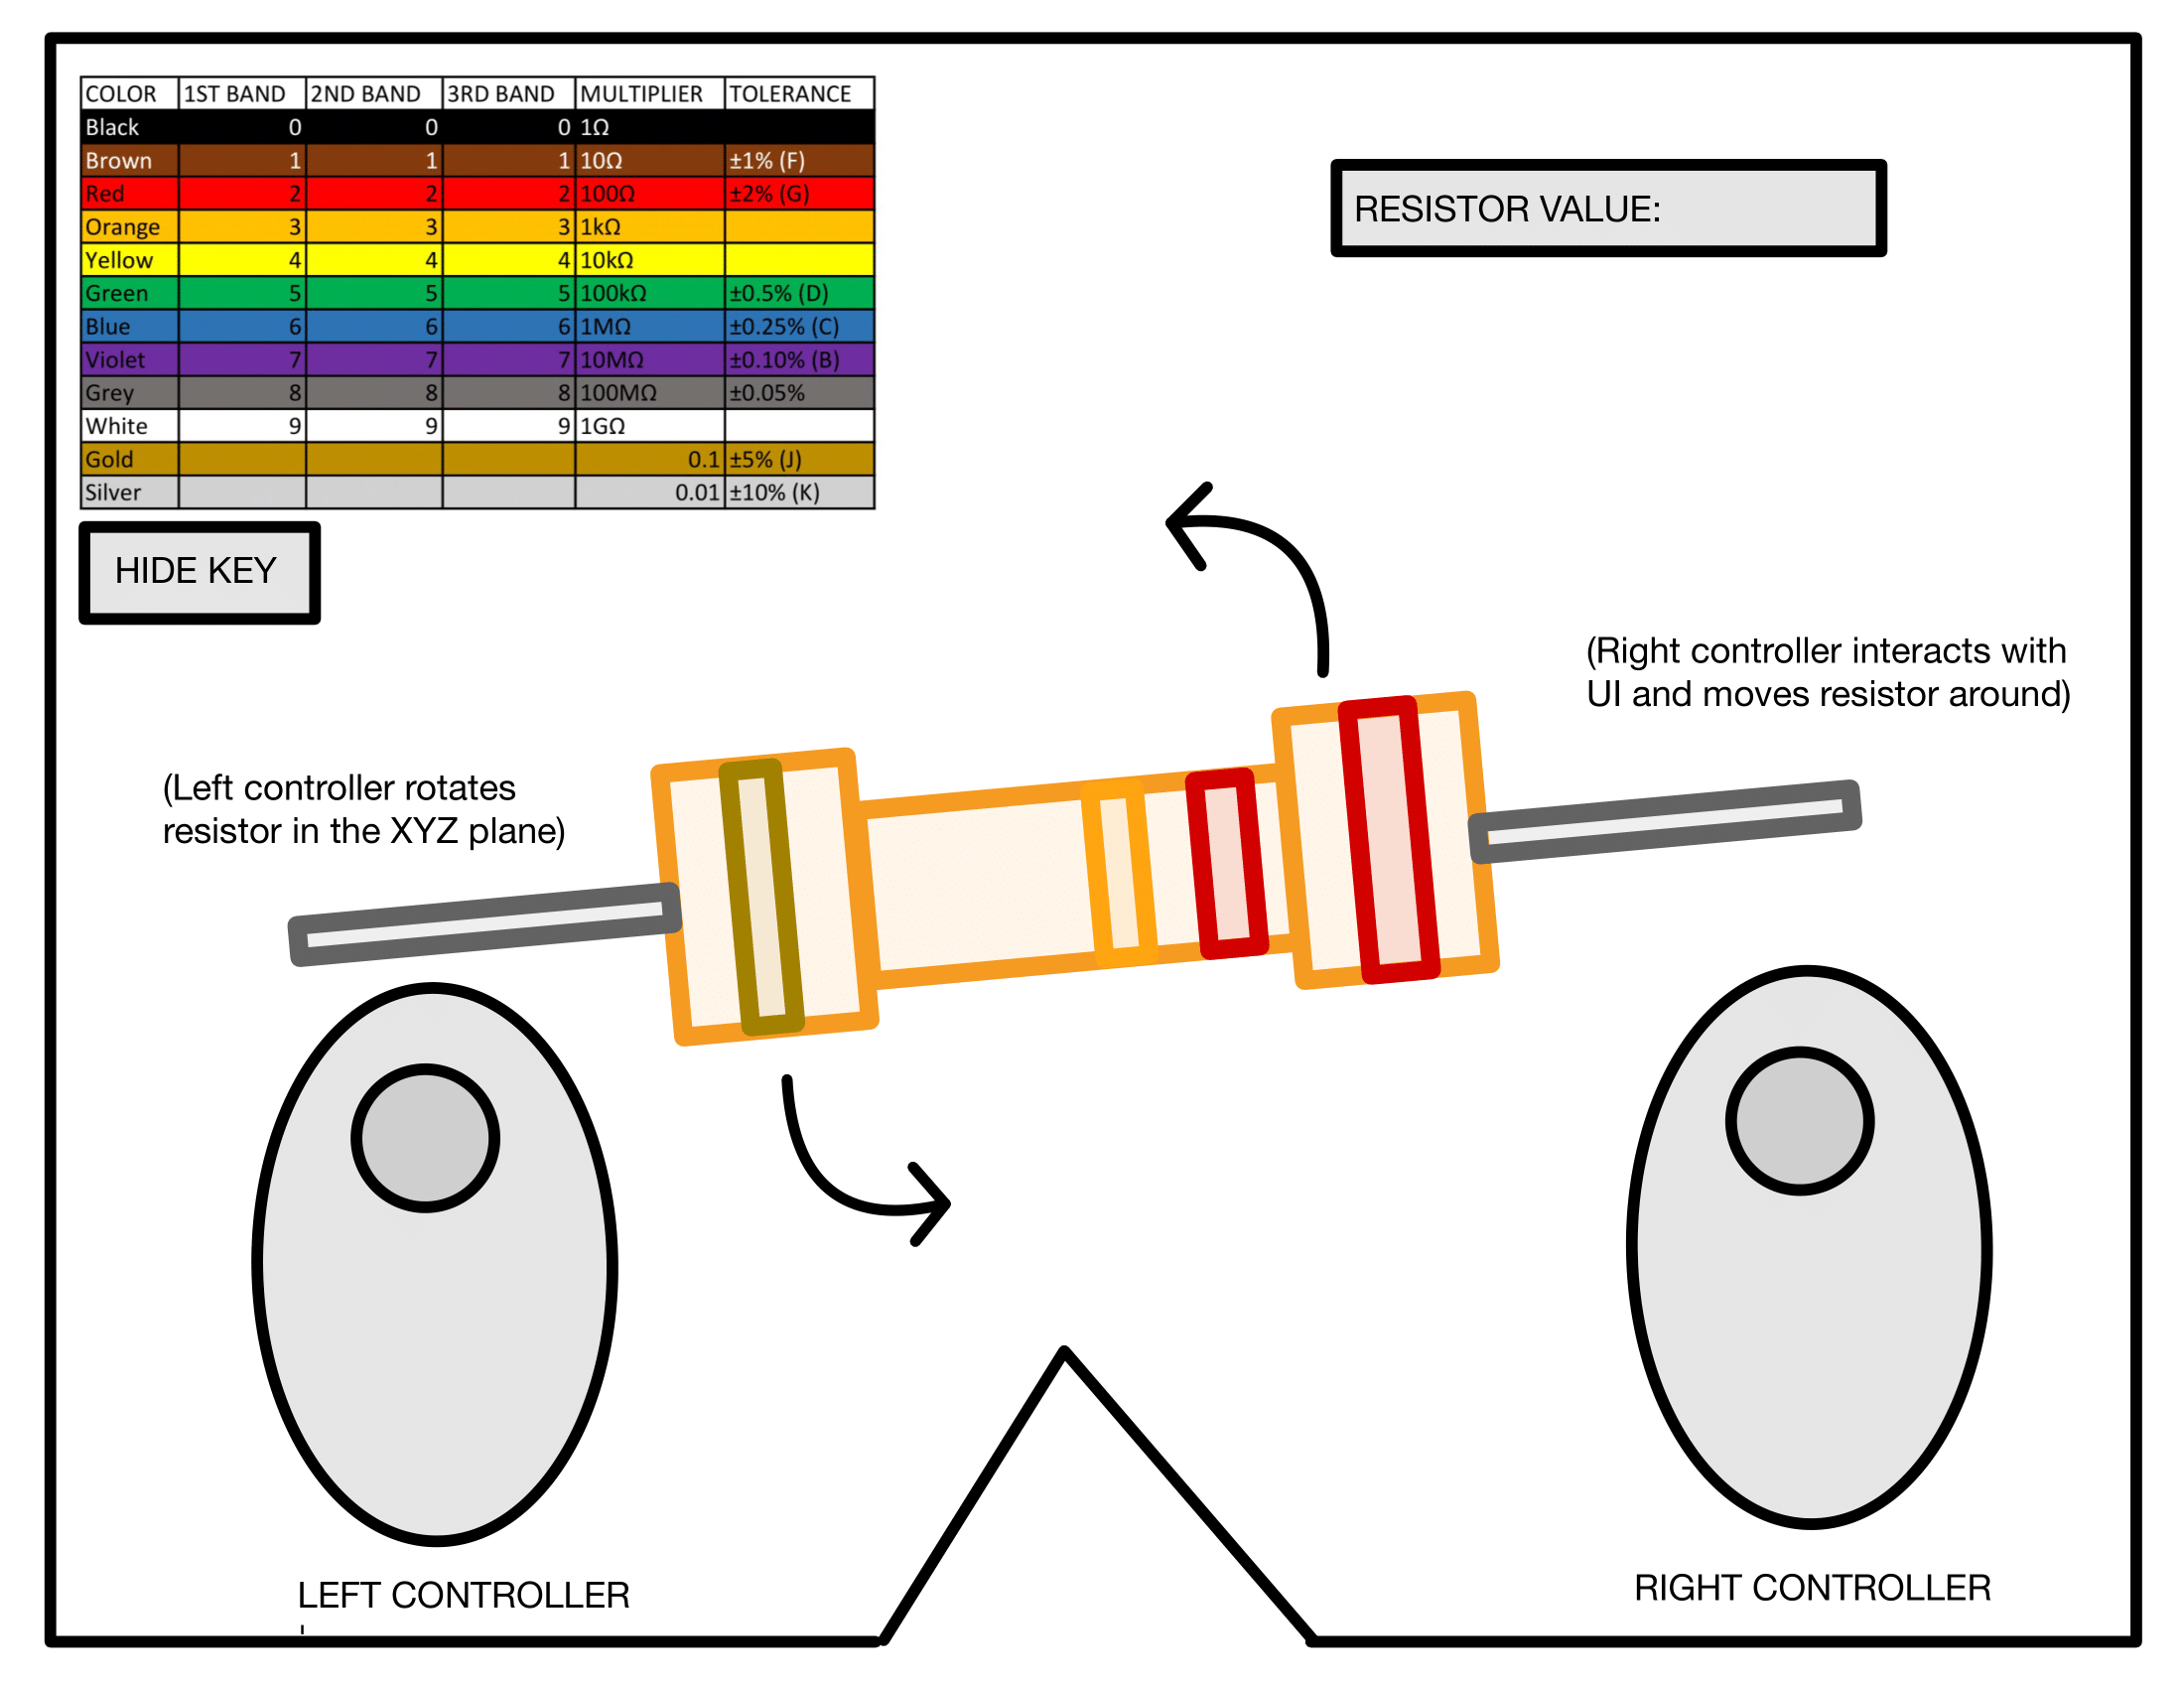 COLOR 1ST BAND 2ND BAND 3RD BAND MULTIPLIER TOLERANCE
Black 0 0 0 1Ω
Brown 1 1 1 10Ω ±1% (F)
Red 2 2 2 100Ω ±2% (G)
Orange 3 3 3 1kΩ
Yellow 4 4 4 10kΩ
Green 5 5 5 100kΩ ±0.5% (D)
Blue 6 6 6 1MΩ ±0.25% (C)
Violet 7 7 7 10MΩ ±0.10% (B)
Grey 8 8 8 100MΩ ±0.05%
White 9 9 9 1GΩ
Gold 0.1 ±5% (J)
Silver 0.01 ±10% (K)
HIDE KEY
RESISTOR VALUE:
(Right controller interacts with
UI and moves resistor around)
(Left controller rotates
resistor in the XYZ plane)
LEFT CONTROLLER
RIGHT CONTROLLER